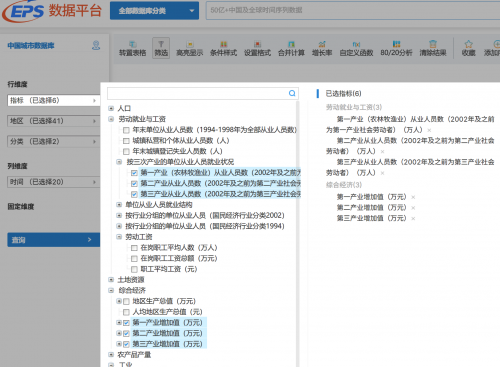 EPS 数据平台
全部数据库分类
50亿+中国及全球时间序列数据
中国城市数据库
转置表格 筛选 高亮显示 条件样式 设置格式 合并计算 增长率 自定义函数 80/20分析 清除结果 收藏
行维度
指标 （已选择6）
地区 （已选择41）
分类 （已选择2）
列维度
时间 （已选择20）
固定维度
查询
人口
劳动就业与工资
年末单位从业人员数（1994-1998年为全部从业人员数）
城镇私营和个体从业人员数（人）
年末城镇登记失业人员数（人）
按三次产业的单位从业人员就业状况
第一产业（农林牧渔业）从业人员数（2002年及之前
第二产业从业人员数（2002年及之前为第二产业社会
第三产业从业人员数（2002年及之前为第三产业社会
单位从业人员就业结构
按行业分组的单位从业人员（国民经济行业分类2002）
按行业分组的单位从业人员（国民经济行业分类1994）
劳动工资
在岗职工平均人数（万人）
在岗职工工资总额（万元）
职工平均工资（元）
土地资源
综合经济
地区生产总值（万元）
人均地区生产总值（元）
第一产业增加值（万元）
第二产业增加值（万元）
第三产业增加值（万元）
农产品产量
工业
已选指标(6)
劳动就业与工资(3)
第一产业（农林牧渔业）从业人员数（2002年及之
前为第一产业社会劳动者）（万人）
第二产业从业人员数（2002年及之前为第二产业社会
劳动者）（万人）
第三产业从业人员数（2002年及之前为第三产业社会
劳动者）（万人）
综合经济(3)
第一产业增加值（万元）
第二产业增加值（万元）
第三产业增加值（万元）